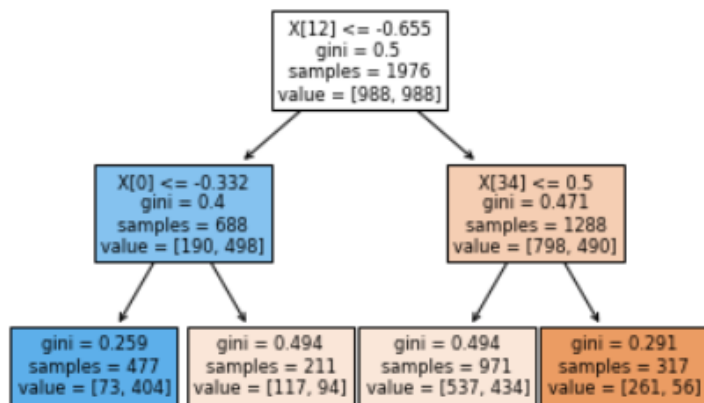 X[12] <= -0.655
gini = 0.5
samples = 1976
value = [988, 988]
X[0] <= -0.332
gini = 0.4
samples = 688
value = [190, 498]
X[34] <= 0.5
gini = 0.471
samples = 1288
value = [798, 490]
gini = 0.259
samples = 477
value = [73, 404]
gini = 0.494
samples = 211
value = [117, 94]
gini = 0.494
samples = 971
value = [537, 434]
gini = 0.291
samples = 317
value = [261, 56]